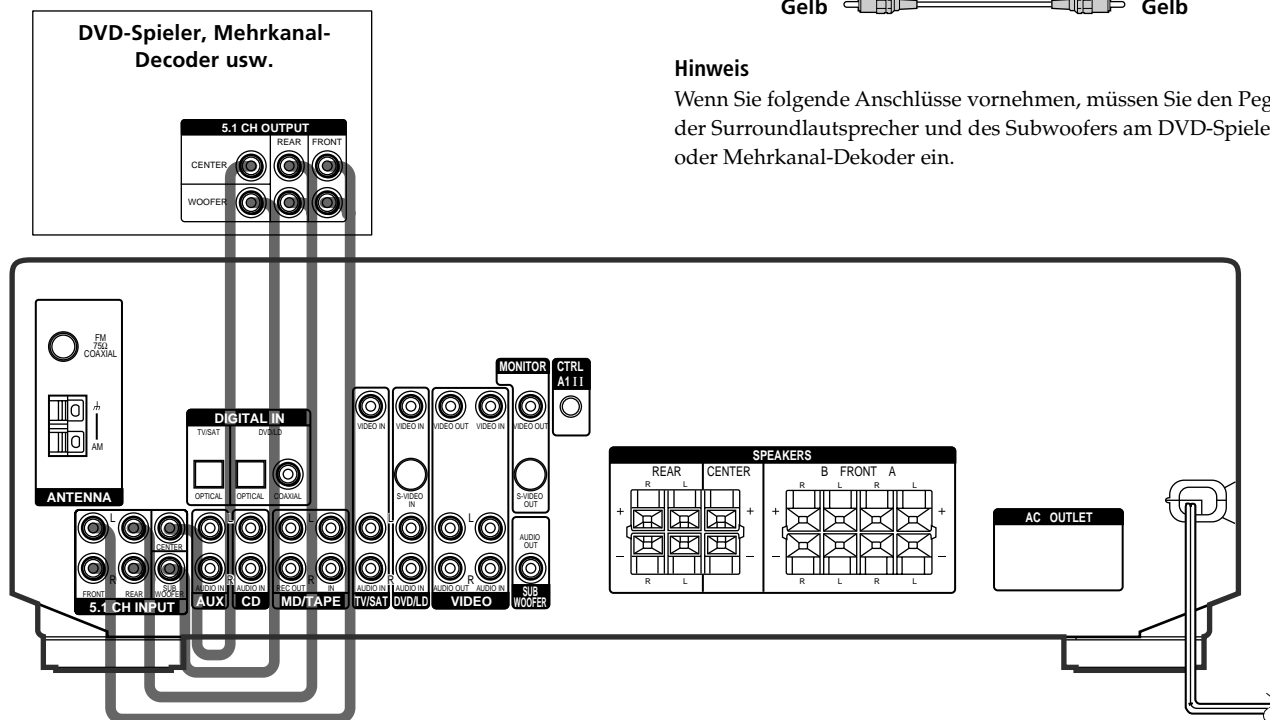 Gelb Gelb
DVD-Spieler, Mehrkanal-
Decoder usw.
Hinweis
Wenn Sie folgende Anschlüsse vornehmen, müssen Sie den Peg
der Surroundlautsprecher und des Subwoofers am DVD-Spiele
oder Mehrkanal-Dekoder ein.
5.1 CH OUTPUT
REAR FRONT
CENTER
WOOFER
FM
75Ω
COAXIAL
AM
ANTENNA
DIGITAL IN
TV/SAT DVD/LD
OPTICAL OPTICAL COAXIAL
MONITOR
CTRL
A1 II
VIDEO IN VIDEO IN VIDEO OUT VIDEO IN VIDEO OUT
S-VIDEO
IN
S-VIDEO
OUT
AUDIO
OUT
L L L L L
CENTER
R R R R R
FRONT REAR SUB
WOOFER
AUDIO IN AUDIO IN REC OUT IN AUDIO IN AUDIO IN AUDIO OUT AUDIO IN
5.1 CH INPUT AUX CD MD/TAPE TV/SAT DVD/LD VIDEO SUB
WOOFER
SPEAKERS
REAR CENTER B FRONT A
R L R L R L
+ + +
– – –
R L R L R L
AC OUTLET